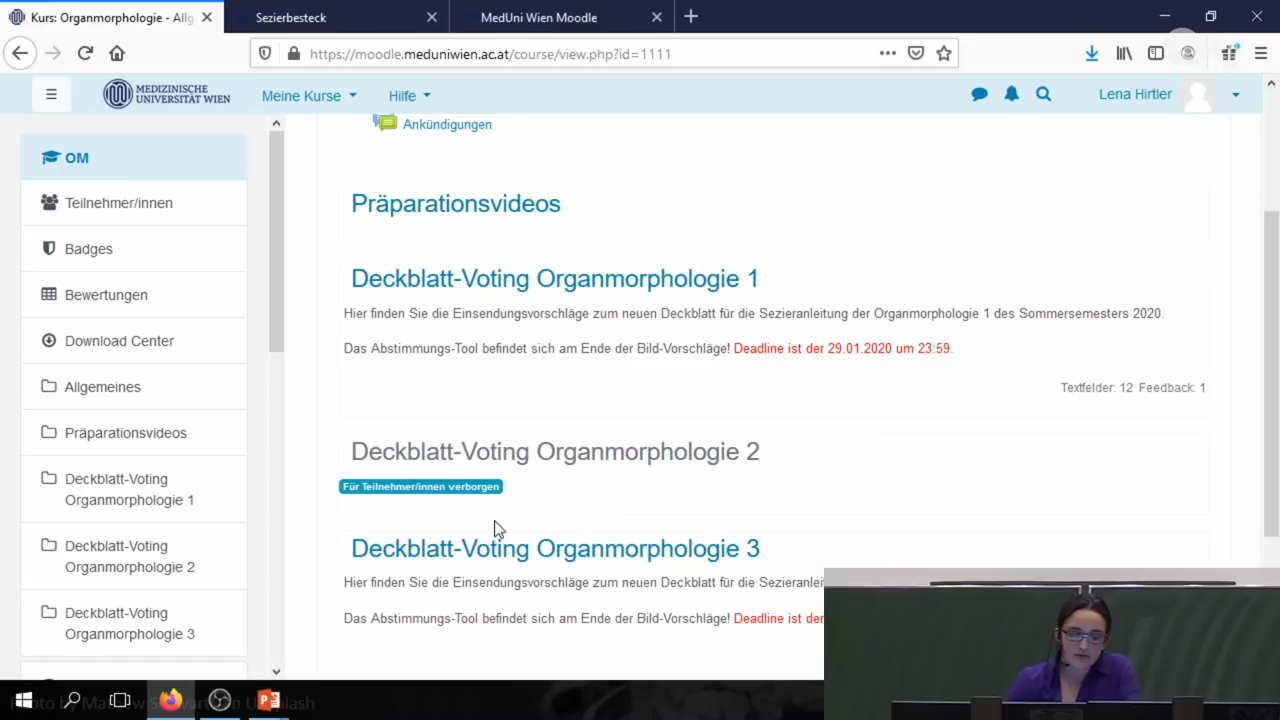 Kurs: Organmorphologie - Allg
Sezierbesteck
MedUni Wien Moodle
https://moodle.meduniwien.ac.at/course/view.php?id=1111
MEDIZINISCHE
UNIVERSITÄT WIEN
Meine Kurse
Hilfe
Lena Hirtler
OM
Teilnehmer/innen
Badges
Bewertungen
Download Center
Allgemeines
Präparationsvideos
Deckblatt-Voting
Organmorphologie 1
Deckblatt-Voting
Organmorphologie 2
Deckblatt-Voting
Organmorphologie 3
Ankündigungen
Präparationsvideos
Deckblatt-Voting Organmorphologie 1
Hier finden Sie die Einsendungsvorschläge zum neuen Deckblatt für die Sezieranleitung der Organmorphologie 1 des Sommersemesters 2020.
Das Abstimmungs-Tool befindet sich am Ende der Bild-Vorschläge! Deadline ist der 29.01.2020 um 23:59.
Textfelder: 12 Feedback: 1
Deckblatt-Voting Organmorphologie 2
Für Teilnehmer/innen verborgen
Deckblatt-Voting Organmorphologie 3
Hier finden Sie die Einsendungsvorschläge zum neuen Deckblatt für die Sezieranlei
Das Abstimmungs-Tool befindet sich am Ende der Bild-Vorschläge! Deadline ist der